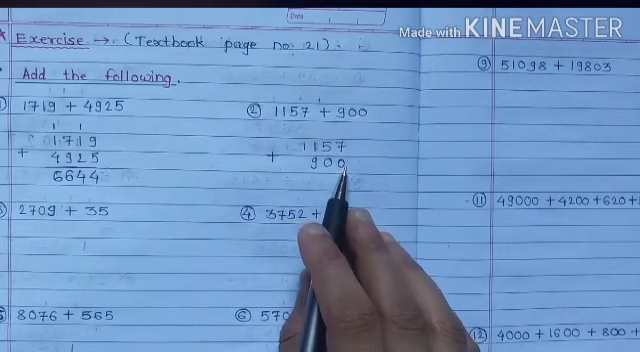 Date
Made with KINEMASTER
Exercise →. (Textbook page no. 21):
Add the following.
1719 + 4925
1 1
1719
+ 4925
6644
② 1157 + 900
1157
+ 900
2709 + 35
④ 3752 +
8076 + 565
⑥ 570
⑨ 51098 + 19803
⑪ 49000 + 4200 + 620 +
⑫ 4000 + 1600 + 800 +